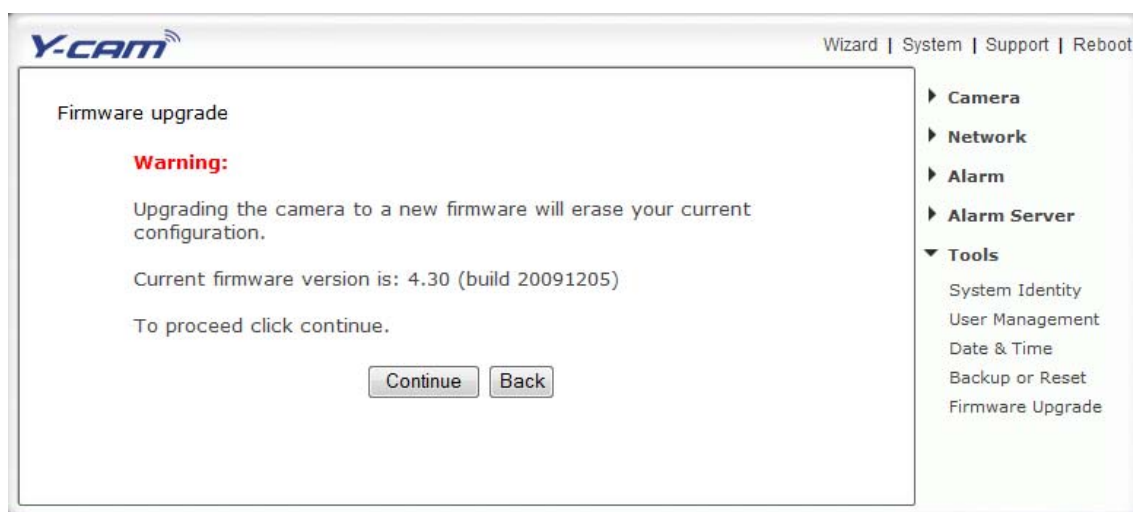 Y-cam
Wizard | System | Support | Reboot
Firmware upgrade
Warning:
Upgrading the camera to a new firmware will erase your current
configuration.
Current firmware version is: 4.30 (build 20091205)
To proceed click continue.
Continue Back
Camera
Network
Alarm
Alarm Server
Tools
System Identity
User Management
Date & Time
Backup or Reset
Firmware Upgrade